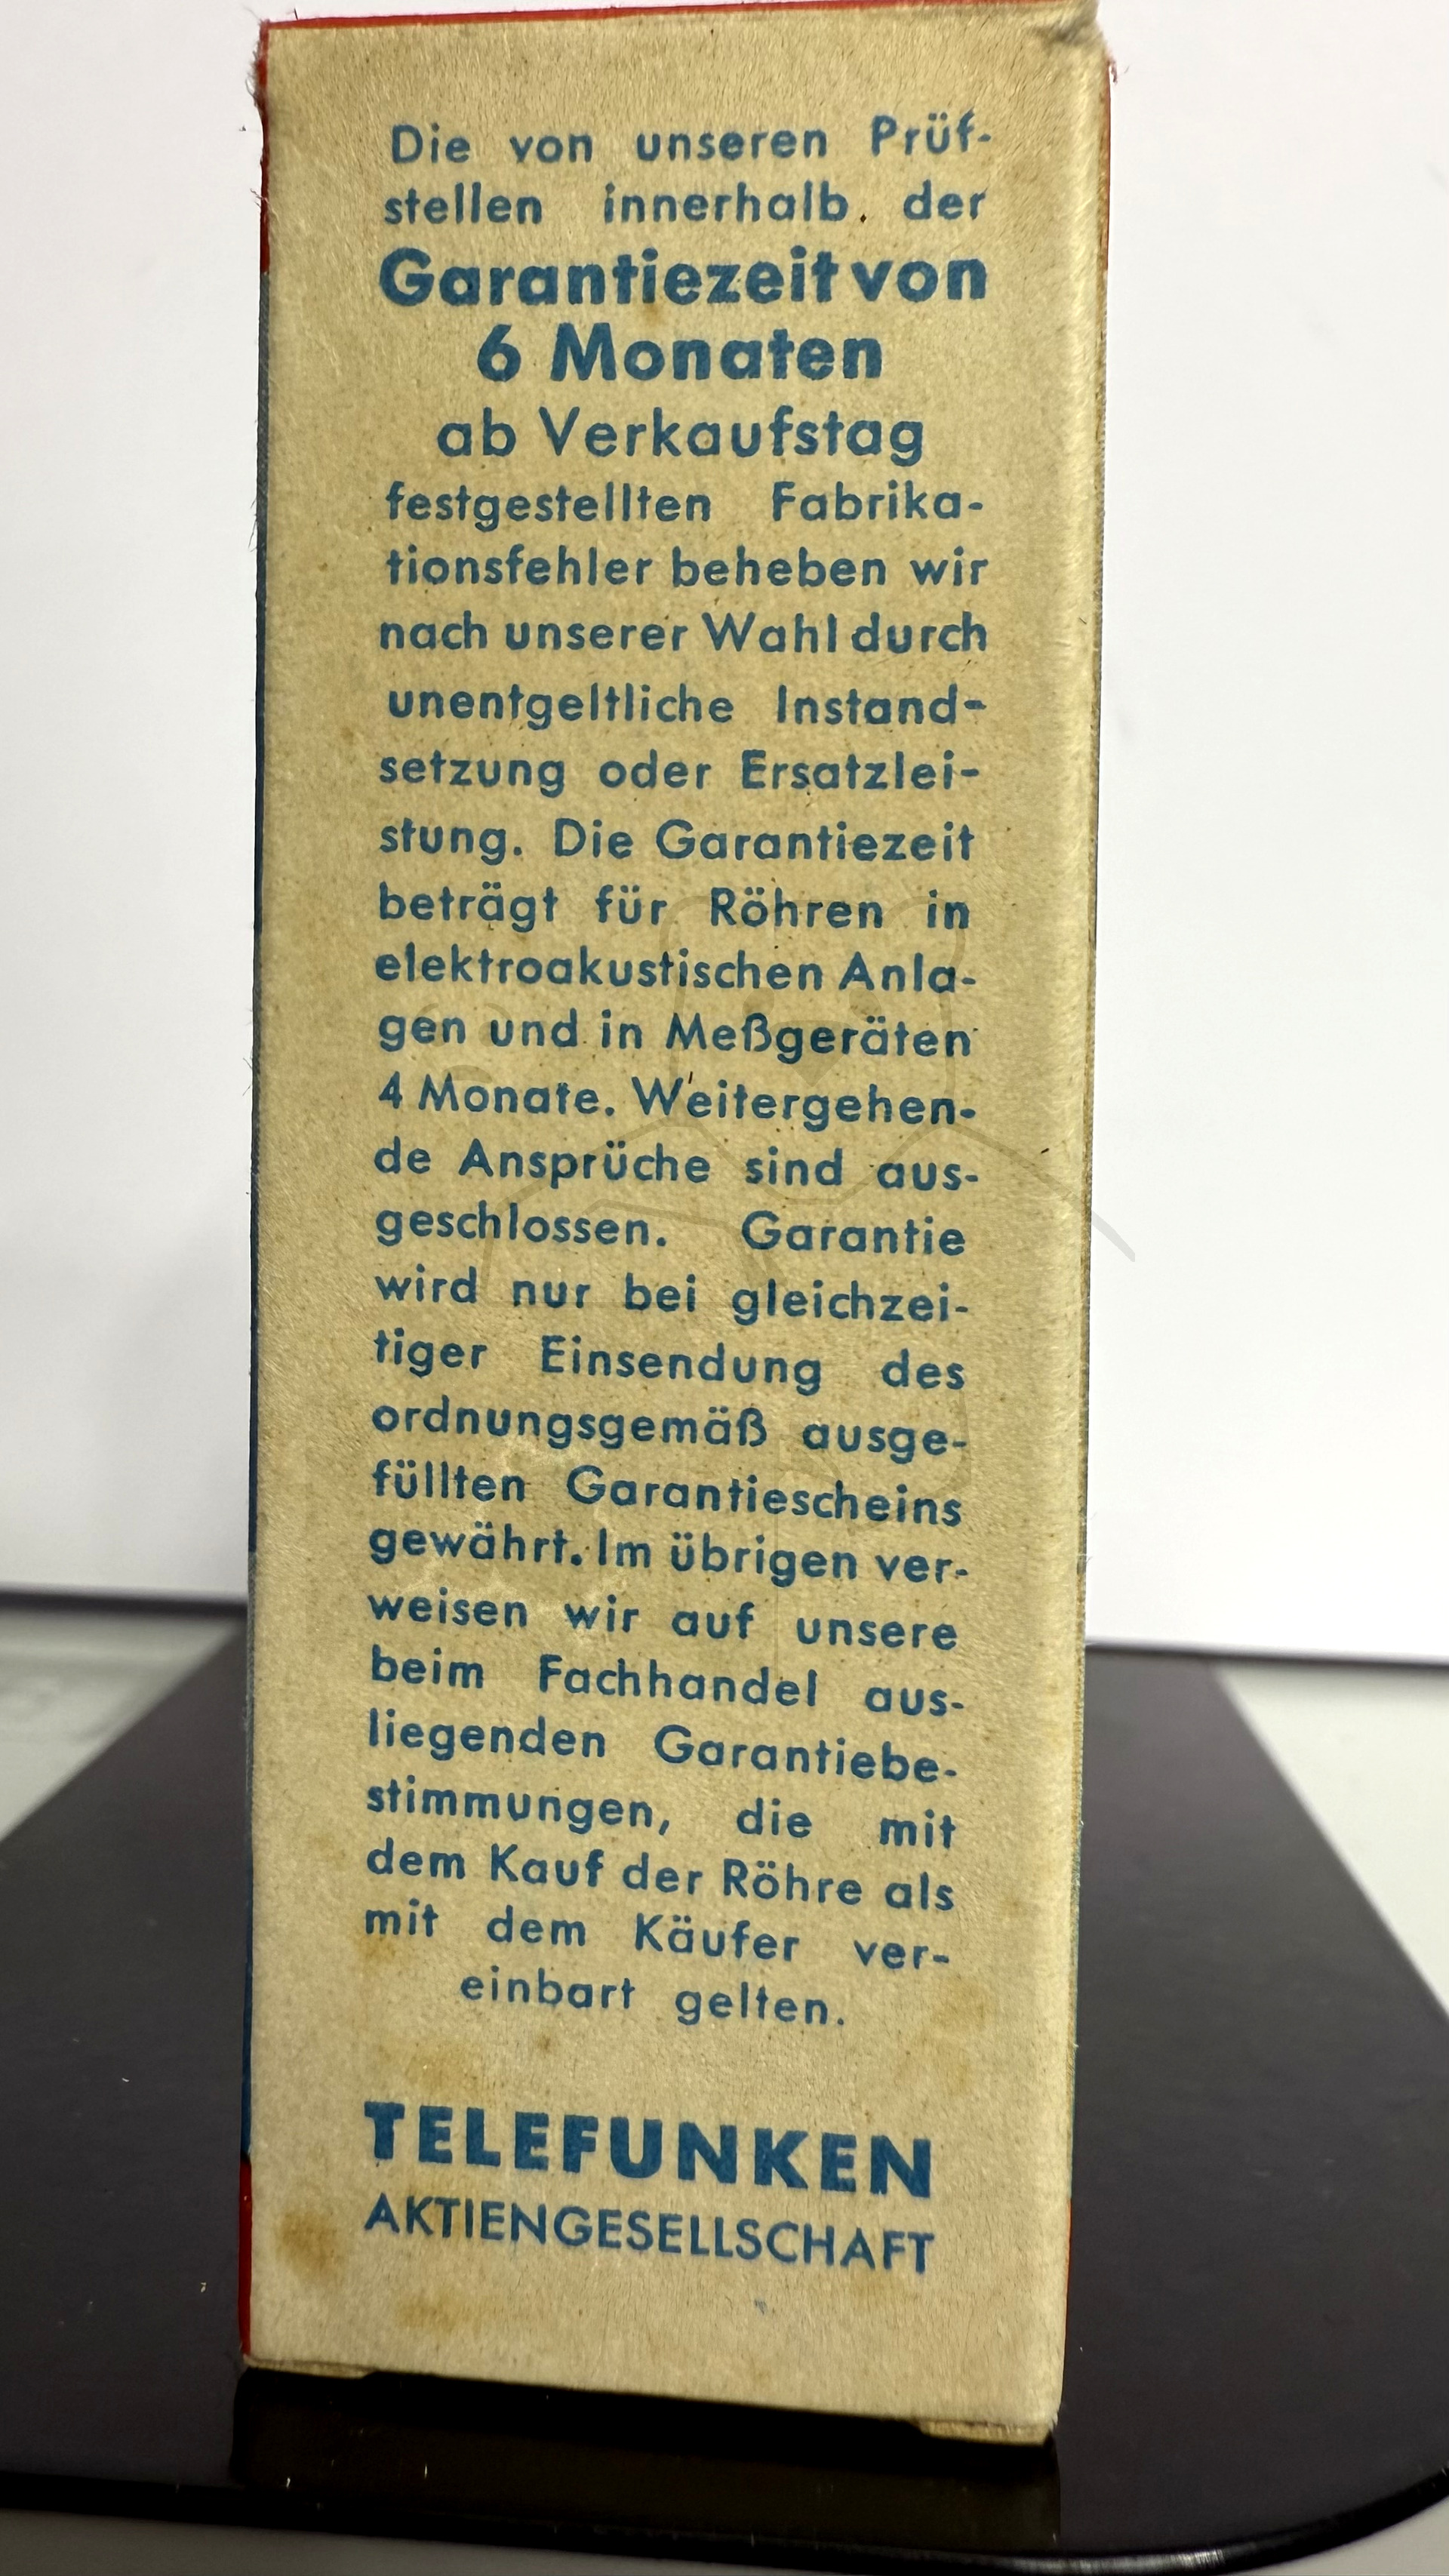 Die von unseren Prüf-
stellen innerhalb der
Garantiezeit von
6 Monaten
ab Verkaufstag
festgestellten Fabrika-
tionsfehler beheben wir
nach unserer Wahl durch
unentgeltliche Instand-
setzung oder Ersatzlei-
stung. Die Garantiezeit
beträgt für Röhren in
elektroakustischen Anla-
gen und in Meßgeräten
4 Monate. Weitergehen-
de Ansprüche sind aus-
geschlossen. Garantie
wird nur bei gleichzei-
tiger Einsendung des
ordnungsgemäß ausge-
füllten Garantiescheins
gewährt. Im übrigen ver-
weisen wir auf unsere
beim Fachhandel aus-
liegenden Garantiebe-
stimmungen, die mit
dem Kauf der Röhre als
mit dem Käufer ver-
einbart gelten.
TELEFUNKEN
AKTIENGESELLSCHAFT